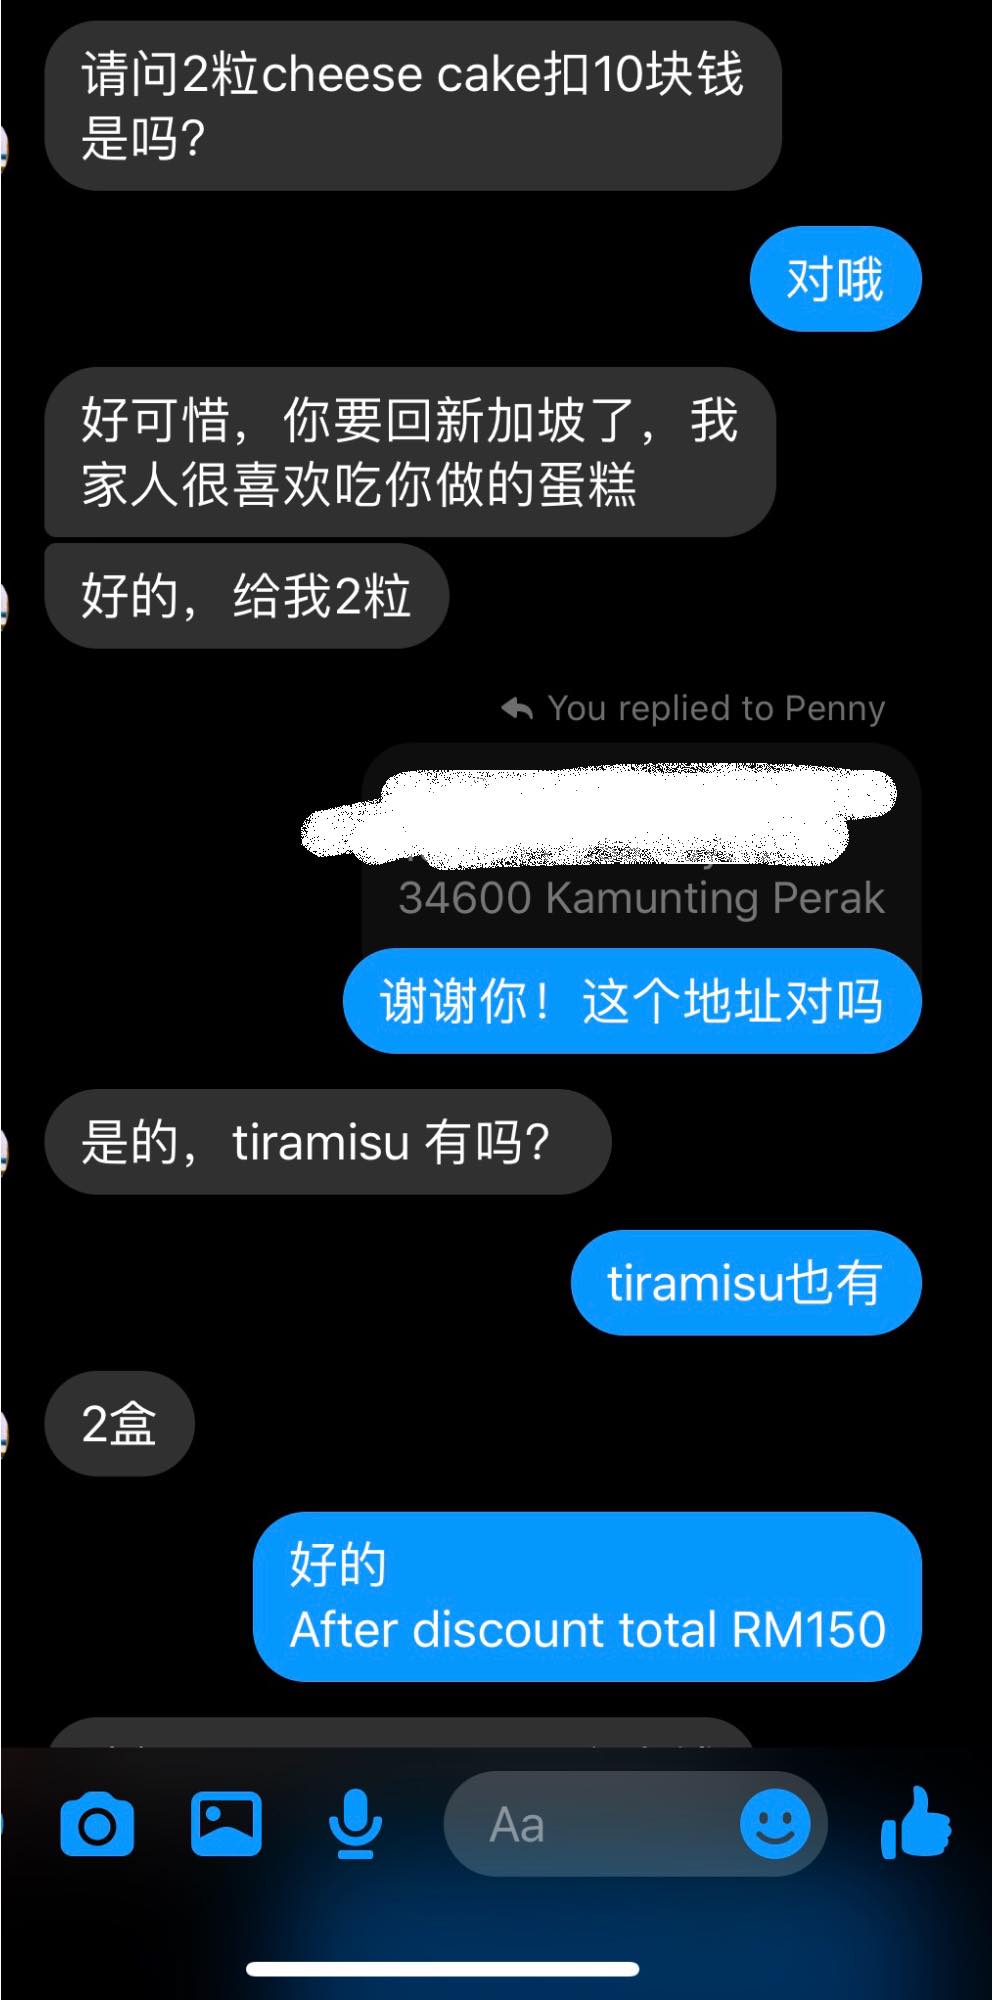 请问2粒cheese cake扣10块钱
是吗?
对哦
好可惜，你要回新加坡了，我
家人很喜欢吃你做的蛋糕
好的，给我2粒
You replied to Penny
34600 Kamunting Perak
谢谢你！这个地址对吗
是的，tiramisu 有吗?
tiramisu也有
2盒
好的
After discount total RM150
Aa